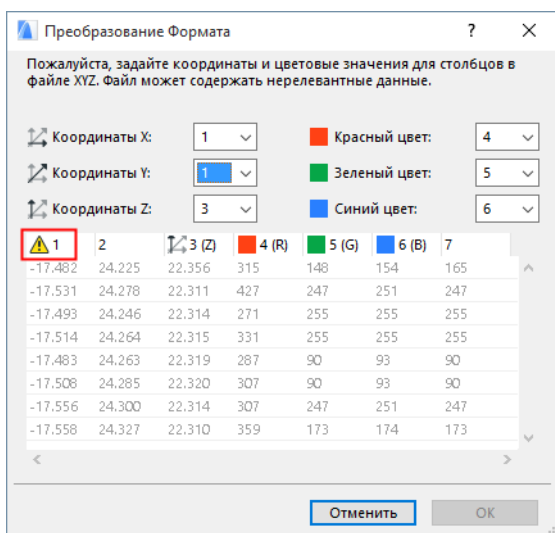 Преобразование Формата ? ×
Пожалуйста, задайте координаты и цветовые значения для столбцов в
файле XYZ. Файл может содержать нерелевантные данные.
Координаты X: 1 Красный цвет: 4
Координаты Y: 1 Зеленый цвет: 5
Координаты Z: 3 Синий цвет: 6
1 2 3 (Z) 4 (R) 5 (G) 6 (B) 7
-17.482 24.225 22.356 315 148 154 165
-17.531 24.278 22.311 427 247 251 247
-17.493 24.246 22.314 271 255 255 255
-17.514 24.264 22.315 331 255 255 255
-17.483 24.263 22.319 287 90 93 90
-17.508 24.285 22.320 307 90 93 90
-17.556 24.300 22.314 307 247 251 247
-17.558 24.327 22.310 359 173 174 173
Отменить OK